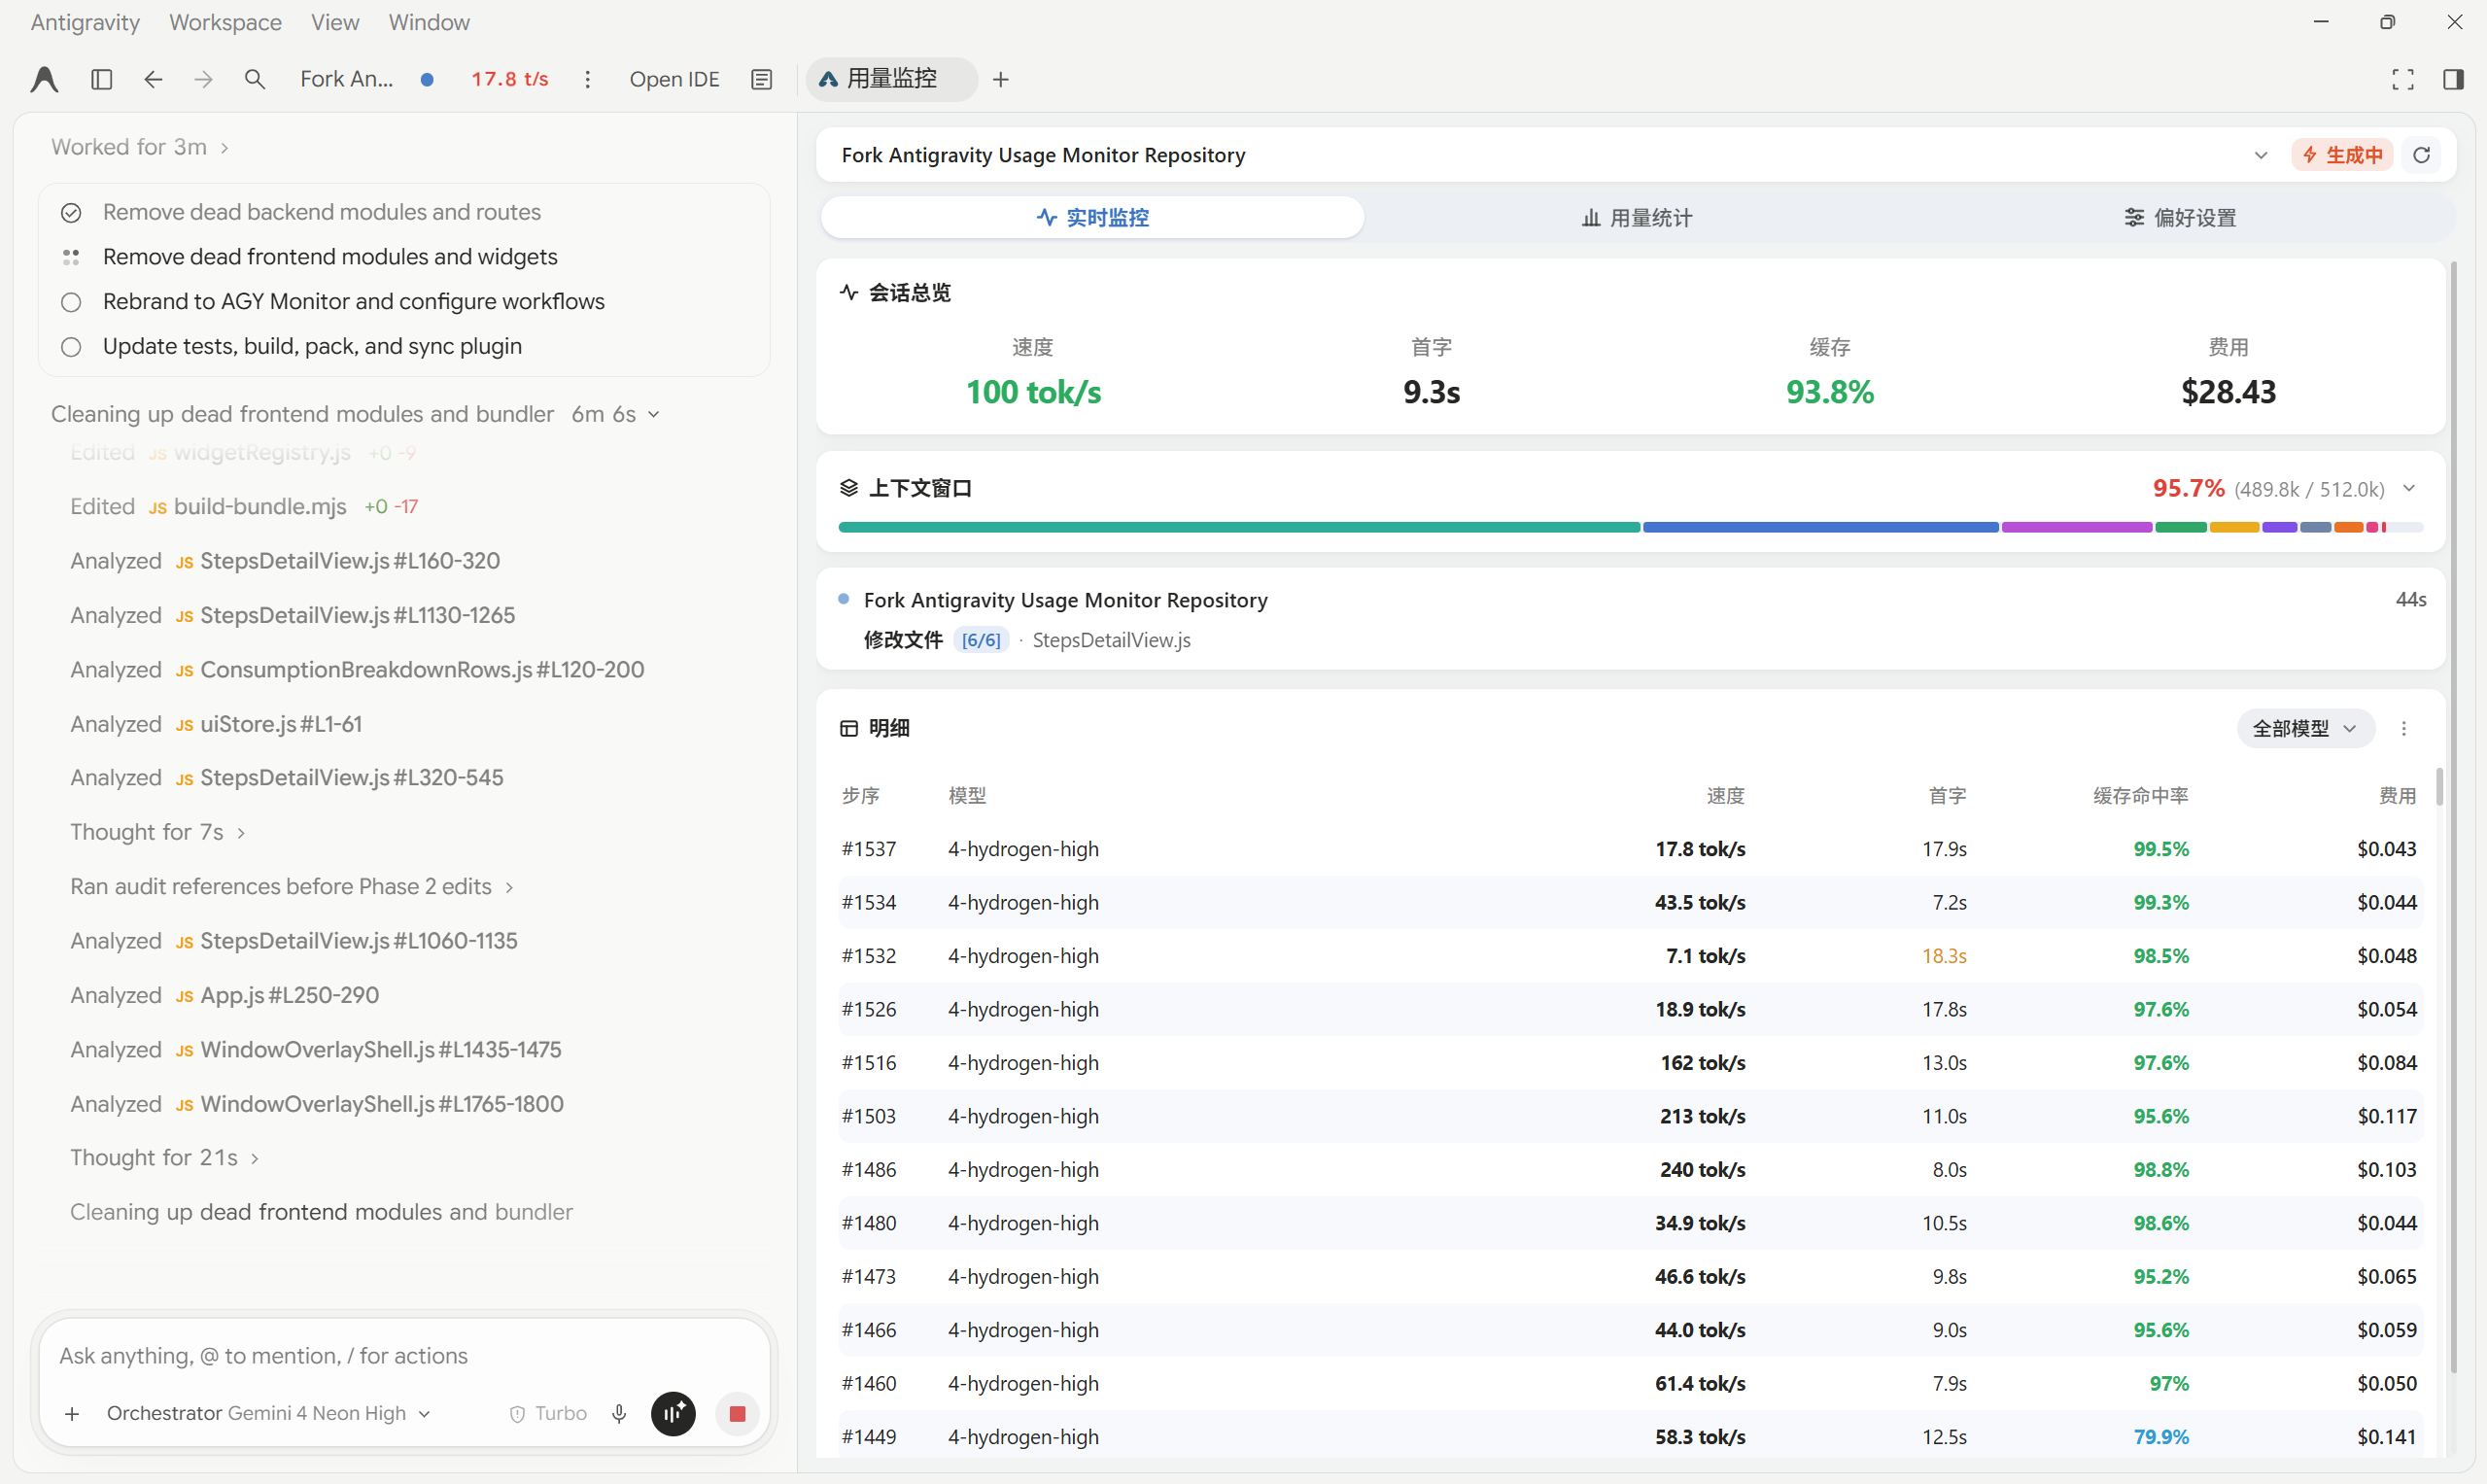 Antigravity Workspace View Window
Fork An... 17.8 t/s Open IDE 用量监控
Worked for 3m
Remove dead backend modules and routes
Remove dead frontend modules and widgets
Rebrand to AGY Monitor and configure workflows
Update tests, build, pack, and sync plugin
Cleaning up dead frontend modules and bundler 6m 6s
Edited JS widgetRegistry.js +0 -9
Edited JS build-bundle.mjs +0 -17
Analyzed JS StepsDetailView.js #L160-320
Analyzed JS StepsDetailView.js #L1130-1265
Analyzed JS ConsumptionBreakdownRows.js #L120-200
Analyzed JS uiStore.js #L1-61
Analyzed JS StepsDetailView.js #L320-545
Thought for 7s
Ran audit references before Phase 2 edits
Analyzed JS StepsDetailView.js #L1060-1135
Analyzed JS App.js #L250-290
Analyzed JS WindowOverlayShell.js #L1435-1475
Analyzed JS WindowOverlayShell.js #L1765-1800
Thought for 21s
Cleaning up dead frontend modules and bundler
Ask anything, @ to mention, / for actions
Orchestrator Gemini 4 Neon High Turbo
Fork Antigravity Usage Monitor Repository 生成中
实时监控 用量统计 偏好设置
会话总览
速度 首字 缓存 费用
100 tok/s 9.3s 93.8% $28.43
上下文窗口 95.7% (489.8k / 512.0k)
Fork Antigravity Usage Monitor Repository 44s
修改文件 [6/6] · StepsDetailView.js
明细 全部模型
步序 模型 速度 首字 缓存命中率 费用
#1537 4-hydrogen-high 17.8 tok/s 17.9s 99.5% $0.043
#1534 4-hydrogen-high 43.5 tok/s 7.2s 99.3% $0.044
#1532 4-hydrogen-high 7.1 tok/s 18.3s 98.5% $0.048
#1526 4-hydrogen-high 18.9 tok/s 17.8s 97.6% $0.054
#1516 4-hydrogen-high 162 tok/s 13.0s 97.6% $0.084
#1503 4-hydrogen-high 213 tok/s 11.0s 95.6% $0.117
#1486 4-hydrogen-high 240 tok/s 8.0s 98.8% $0.103
#1480 4-hydrogen-high 34.9 tok/s 10.5s 98.6% $0.044
#1473 4-hydrogen-high 46.6 tok/s 9.8s 95.2% $0.065
#1466 4-hydrogen-high 44.0 tok/s 9.0s 95.6% $0.059
#1460 4-hydrogen-high 61.4 tok/s 7.9s 97% $0.050
#1449 4-hydrogen-high 58.3 tok/s 12.5s 79.9% $0.141